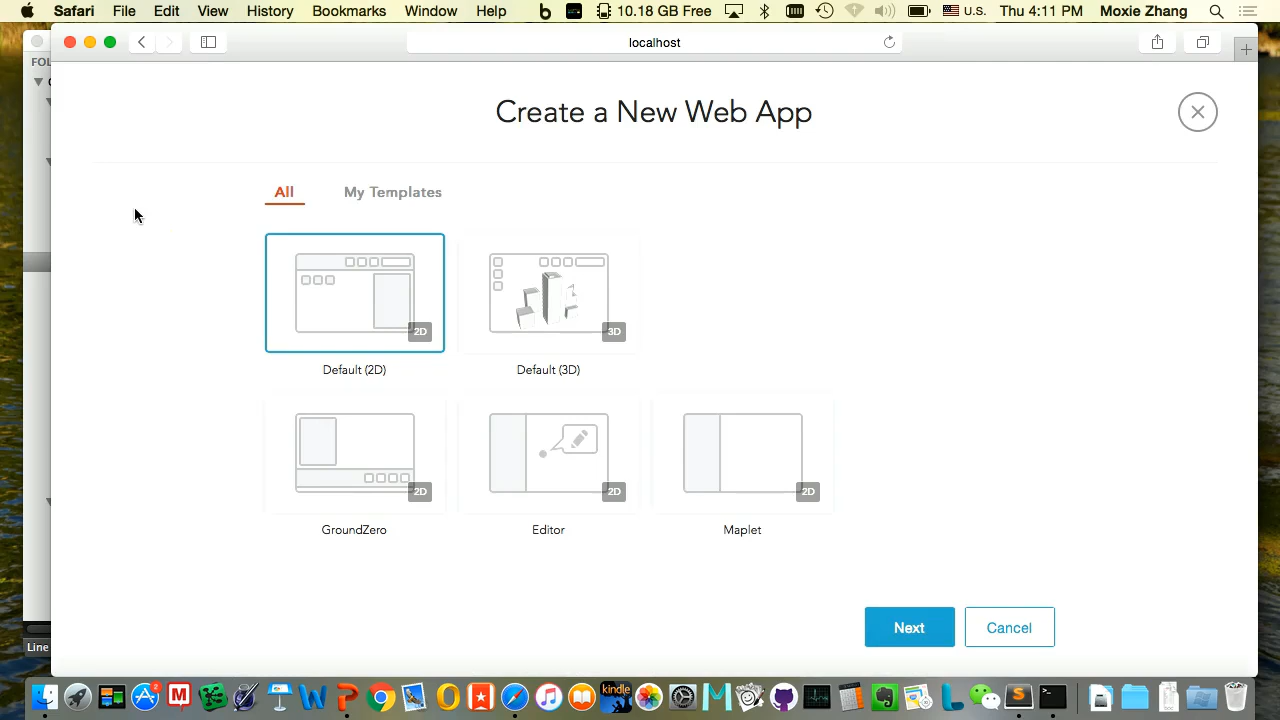 Safari File Edit View History Bookmarks Window Help 10.18 GB Free U.S. Thu 4:11 PM Moxie Zhang
localhost
FOL
Create a New Web App
All My Templates
2D 3D
Default (2D) Default (3D)
2D 2D 2D
GroundZero Editor Maplet
Next Cancel
Line
kindle